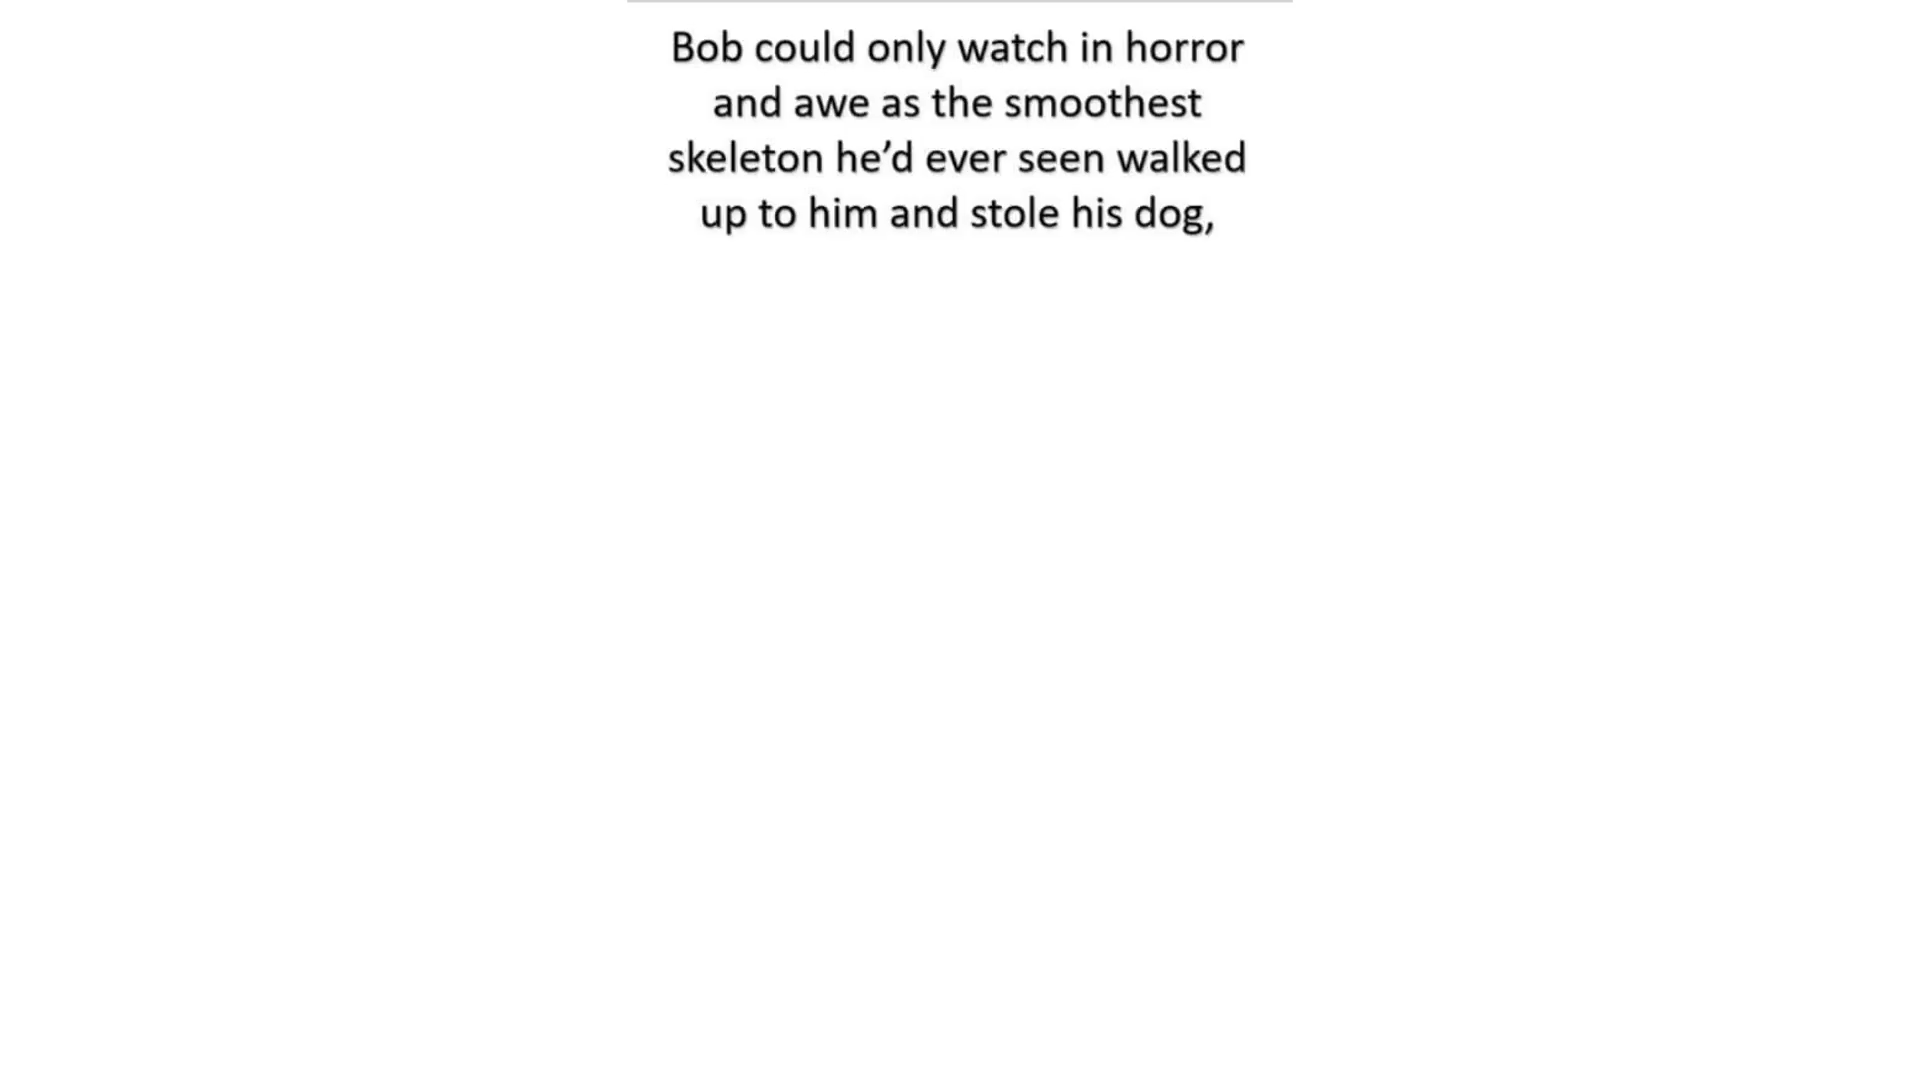 Bob could only watch in horror
and awe as the smoothest
skeleton he’d ever seen walked
up to him and stole his dog,